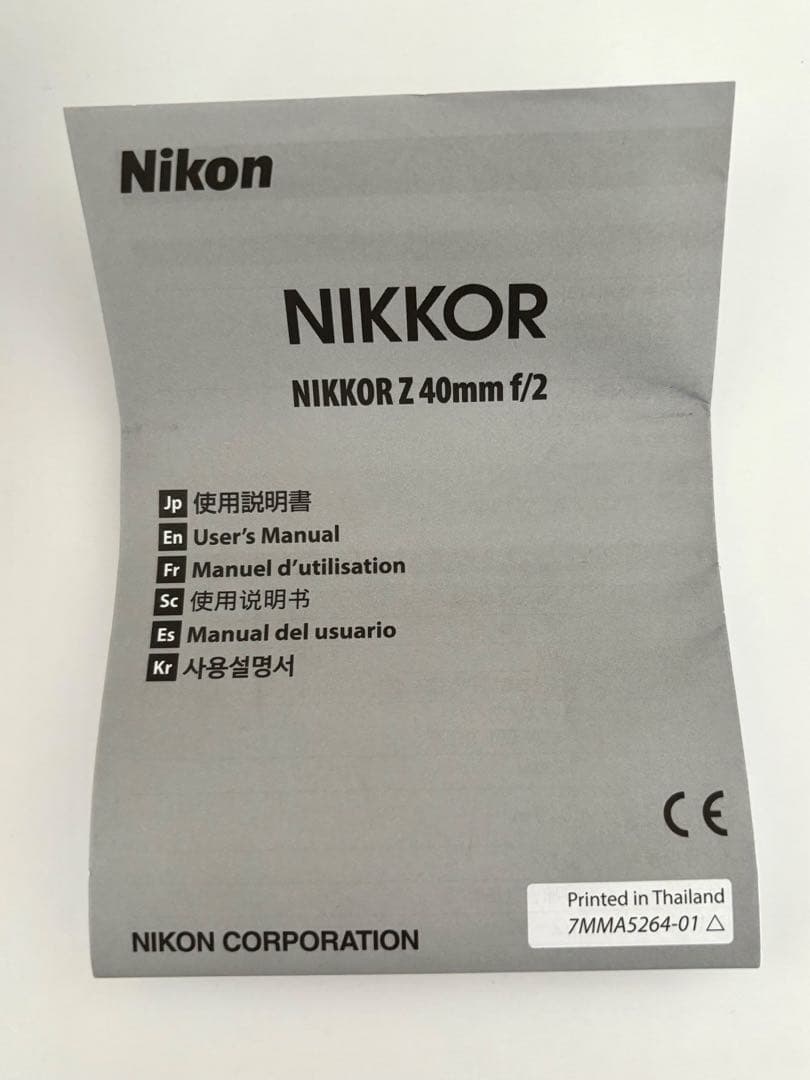 Nikon
NIKKOR
NIKKOR Z 40mm f/2
Jp 使用説明書
En User's Manual
Fr Manuel d'utilisation
Sc 使用说明书
Es Manual del usuario
Kr 사용설명서
CE
Printed in Thailand
7MMA5264-01 △
NIKON CORPORATION